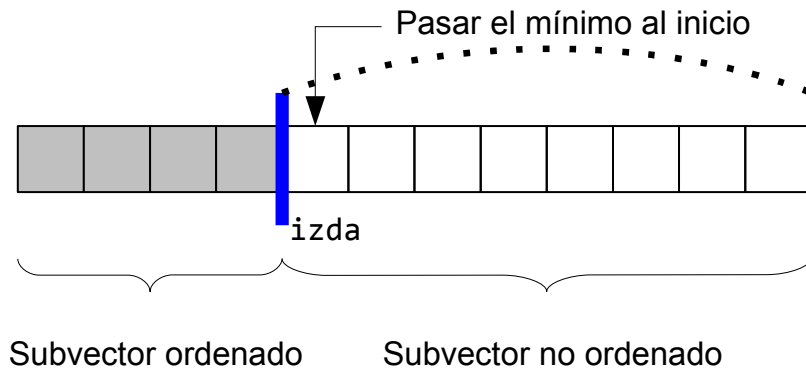 Pasar el mínimo al inicio
izda
Subvector ordenado
Subvector no ordenado